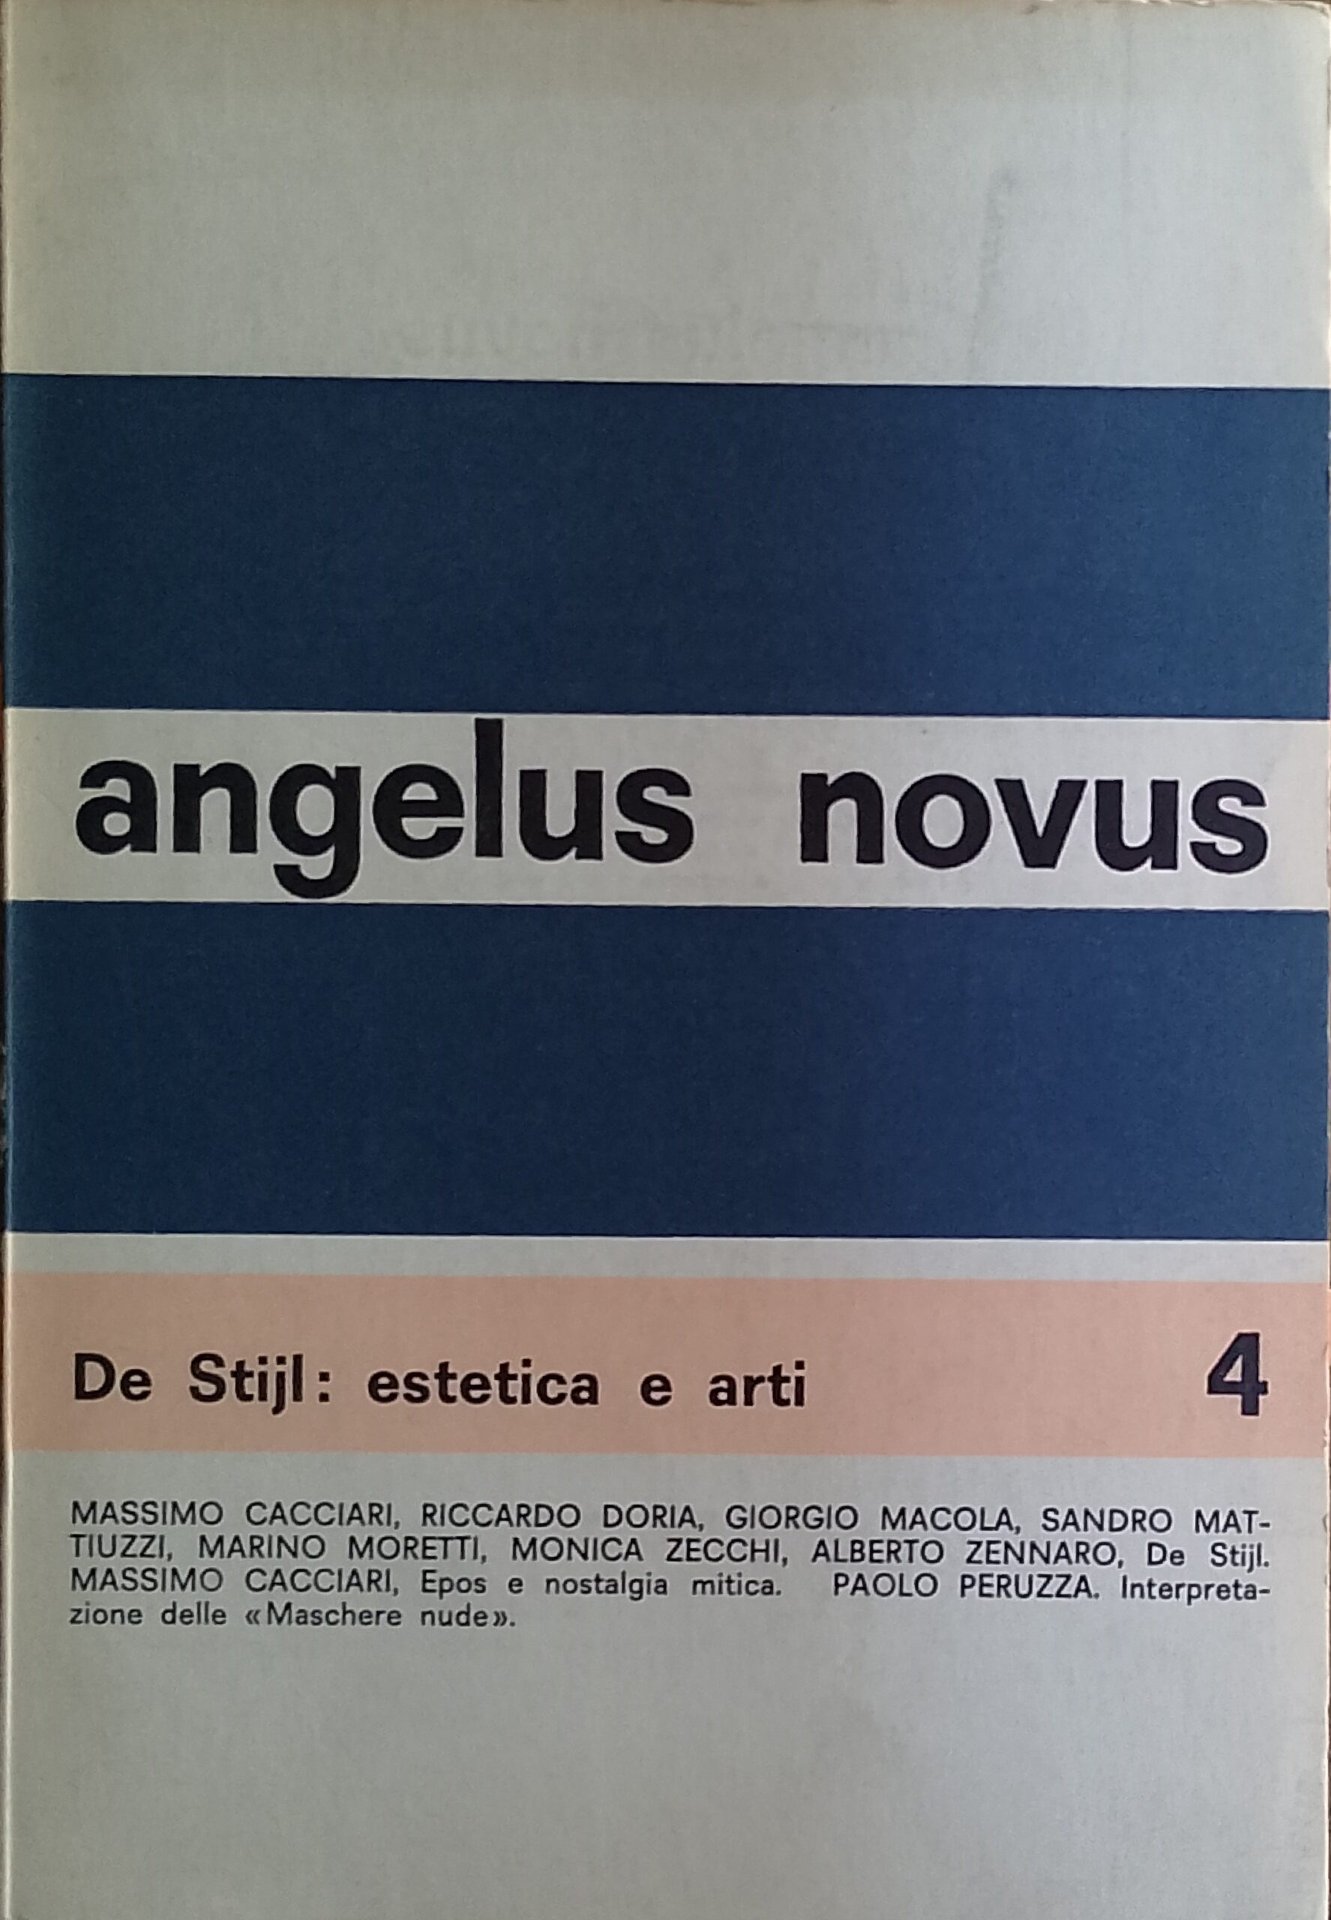 angelus novus
De Stijl: estetica e arti 4
MASSIMO CACCIARI, RICCARDO DORIA, GIORGIO MACOLA, SANDRO MAT-
TIUZZI, MARINO MORETTI, MONICA ZECCHI, ALBERTO ZENNARO, De Stijl.
MASSIMO CACCIARI, Epos e nostalgia mitica. PAOLO PERUZZA. Interpreta-
zione delle «Maschere nude».